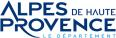 ALPES DE HAUTE
PROVENCE
LE DÉPARTEMENT